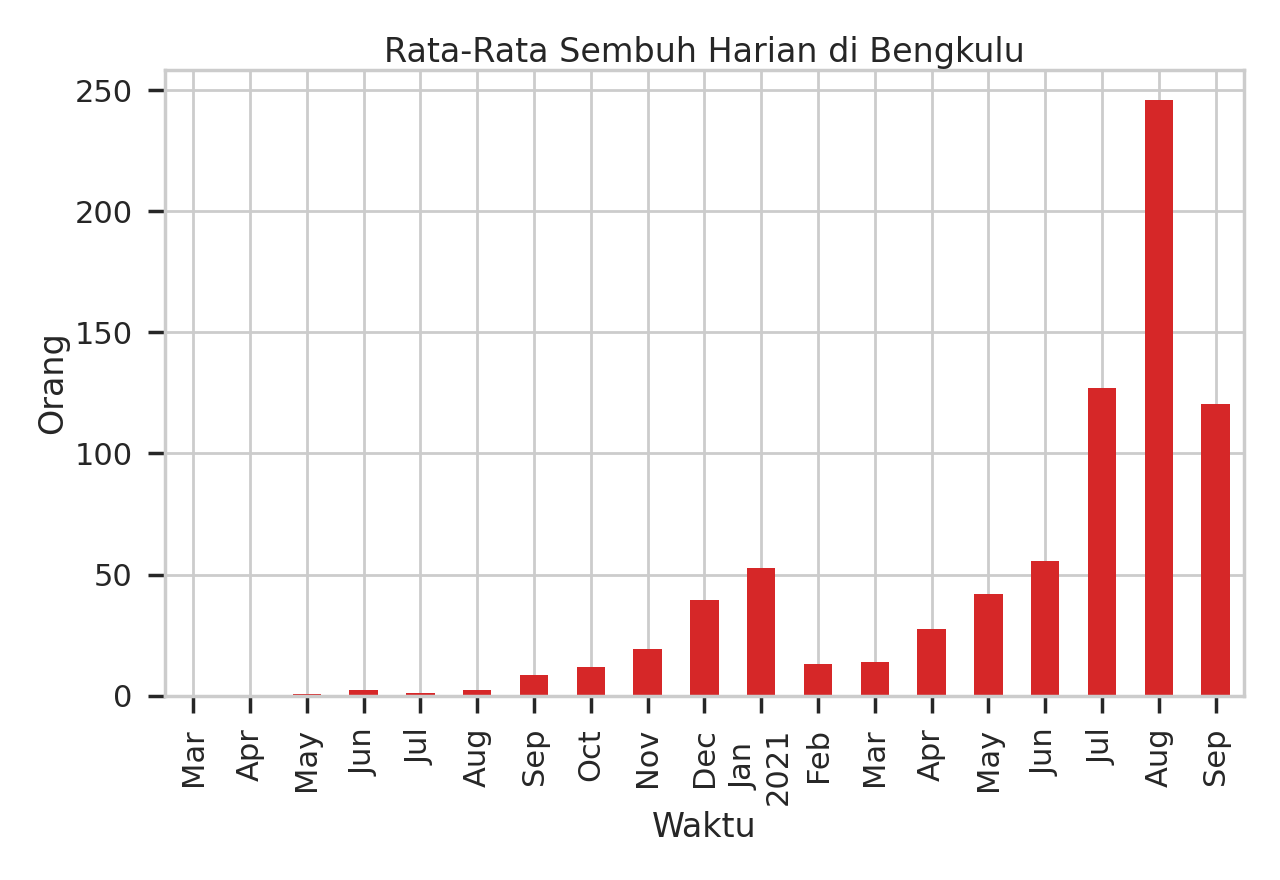 Rata-Rata Sembuh Harian di Bengkulu
Orang
250
200
150
100
50
0
Mar
Apr
May
Jun
Jul
Aug
Sep
Oct
Nov
Dec
Jan
2021
Feb
Mar
Apr
May
Jun
Jul
Aug
Sep
Waktu